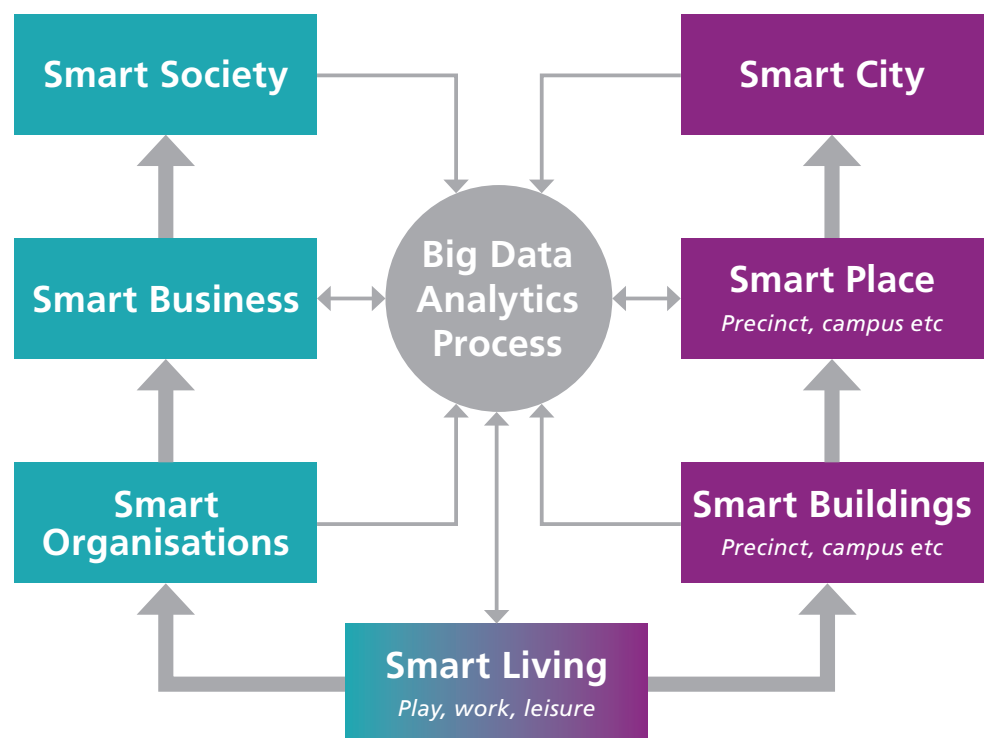 Smart Society
Smart City
Big Data
Analytics
Process
Smart Business
Smart Place
Precinct, campus etc
Smart
Organisations
Smart Buildings
Precinct, campus etc
Smart Living
Play, work, leisure